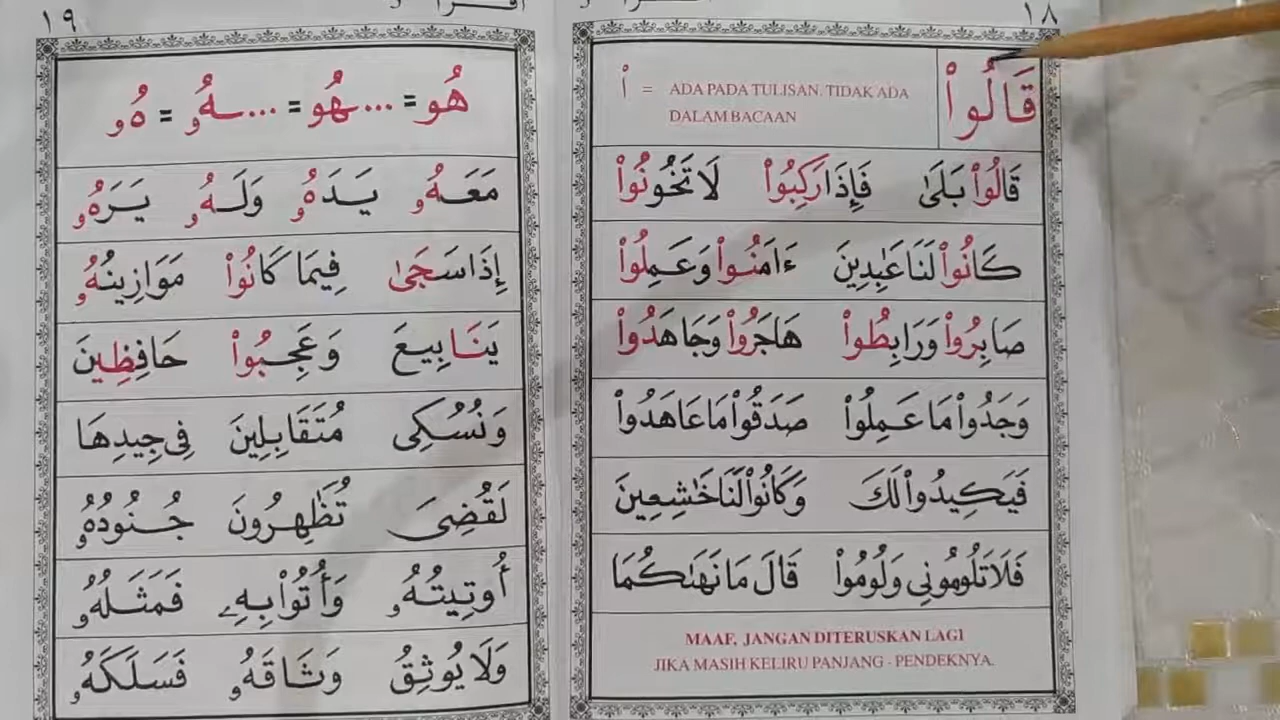 ١٨
قَالُواْ
اْ = ADA PADA TULISAN. TIDAK ADA
DALAM BACAAN
قَالُواْ بَلَىٰ فَإِذَا رَكِبُواْ لَا تَخُونُواْ
كَانُواْ لَنَا عَٰبِدِينَ ءَامَنُواْ وَعَمِلُواْ
صَابِرُواْ وَرَابِطُواْ هَاجَرُواْ وَجَاهَدُواْ
وَجَدُواْ مَا عَمِلُواْ صَدَقُواْ مَا عَاهَدُواْ
فَيَكِيدُواْ لَكَ وَكَانُواْ لَنَا خَٰشِعِينَ
فَلَا تَلُومُونِي وَلُومُواْ قَالَ مَا نَهَىٰكُمَا
MAAF, JANGAN DITERUSKAN LAGI
JIKA MASIH KELIRU PANJANG - PENDEKNYA.
١٩
هُو = ...هُو = ...ـهُۥ = هُۥ
مَعَهُۥ يَدَهُۥ وَلَهُۥ يَرَهُۥ
إِذَا سَجَىٰ فِيمَا كَانُواْ مَوَازِينُهُۥ
يَنَابِيعَ وَعَجِبُواْ حَافِظِينَ
وَنُسُكِى مُتَقَابِلِينَ فِى جِيدِهَا
لَقُضِىَ تُظْهِرُونَ جُنُودُهُۥ
أُوتِيتُهُۥ وَأُتُواْ بِهِۦ فَمَثَلُهُۥ
وَلَا يُوثِقُ وَثَاقَهُۥ فَسَلَكَهُۥ